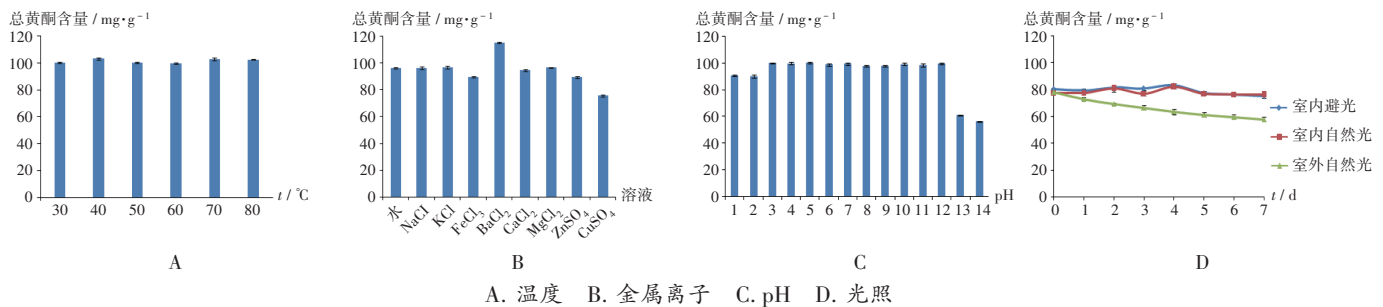 总黄酮含量 / mg·g⁻¹
120
100
80
60
40
20
0
30 40 50 60 70 80
t / ℃
A
总黄酮含量 / mg·g⁻¹
120
100
80
60
40
20
0
水 NaCl KCl FeCl₃ BaCl₂ CaCl₂ MgCl₂ ZnSO₄ CuSO₄
溶液
B
总黄酮含量 / mg·g⁻¹
120
100
80
60
40
20
0
1 2 3 4 5 6 7 8 9 10 11 12 13 14
pH
C
总黄酮含量 / mg·g⁻¹
120
100
80
60
40
20
0
0 1 2 3 4 5 6 7
t / d
室内避光
室内自然光
室外自然光
D
A. 温度 B. 金属离子 C. pH D. 光照